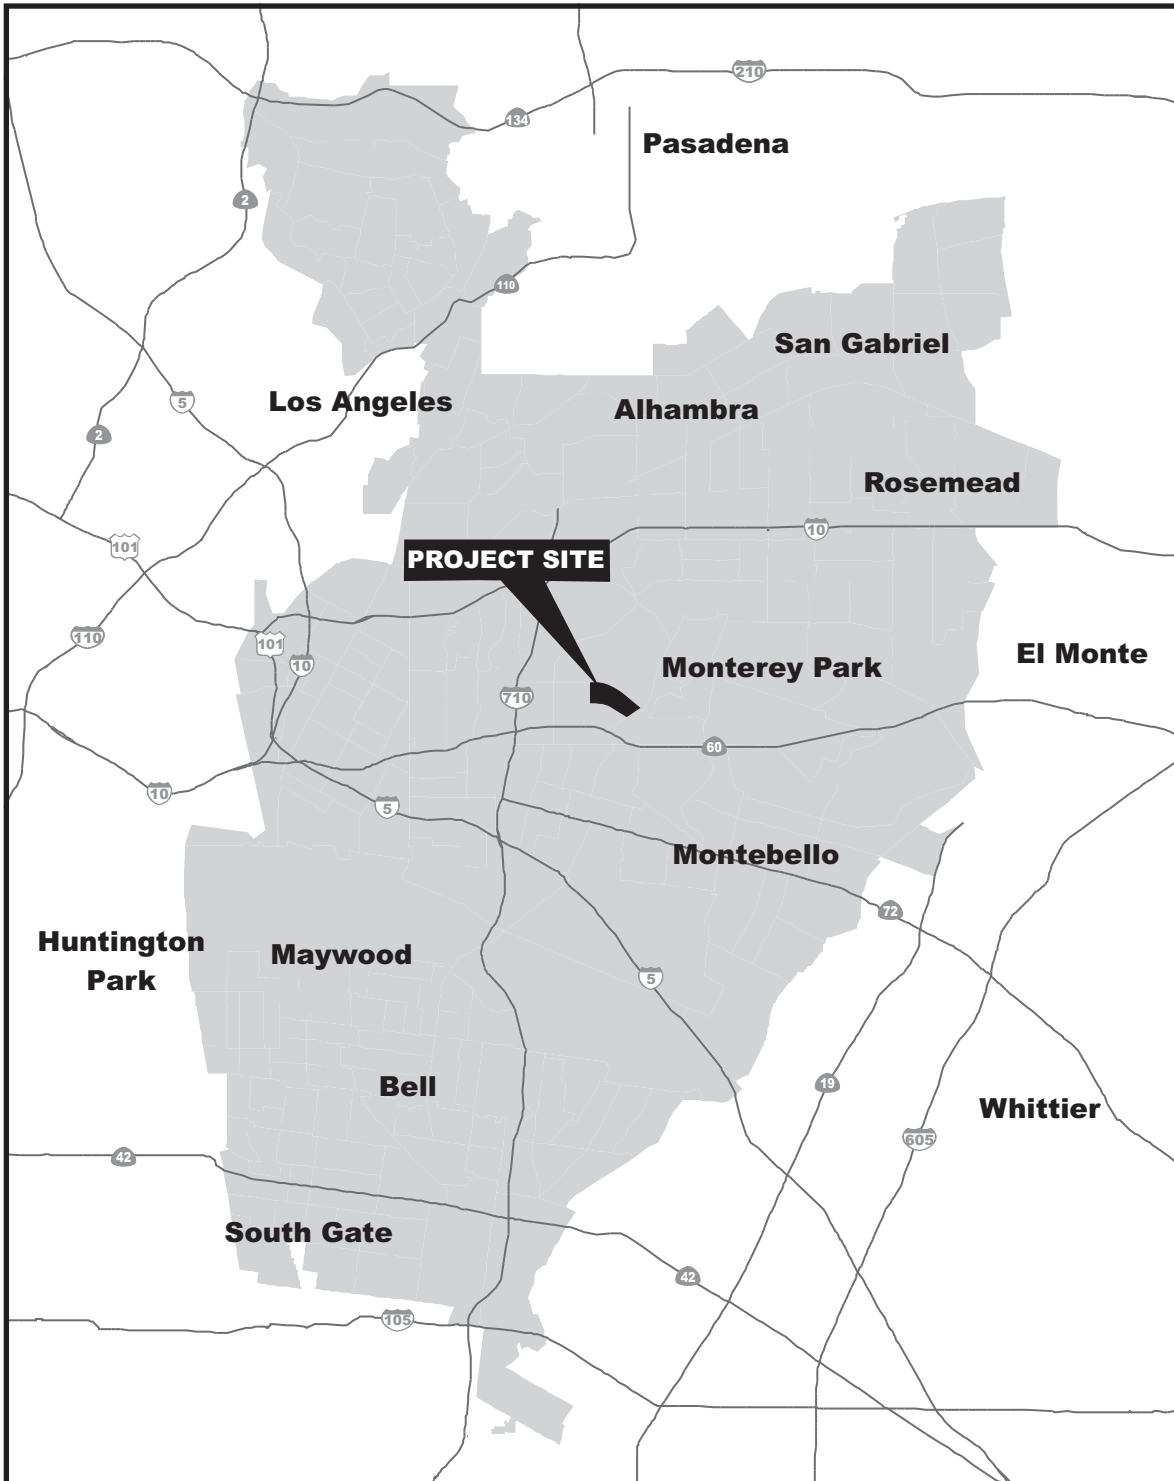 210
134
Pasadena
2
110
San Gabriel
5
Los Angeles
Alhambra
2
Rosemead
10
101
PROJECT SITE
110
101
10
El Monte
Monterey Park
710
60
10
5
Montebello
72
Huntington
Park
Maywood
5
Bell
19
Whittier
605
42
South Gate
42
105